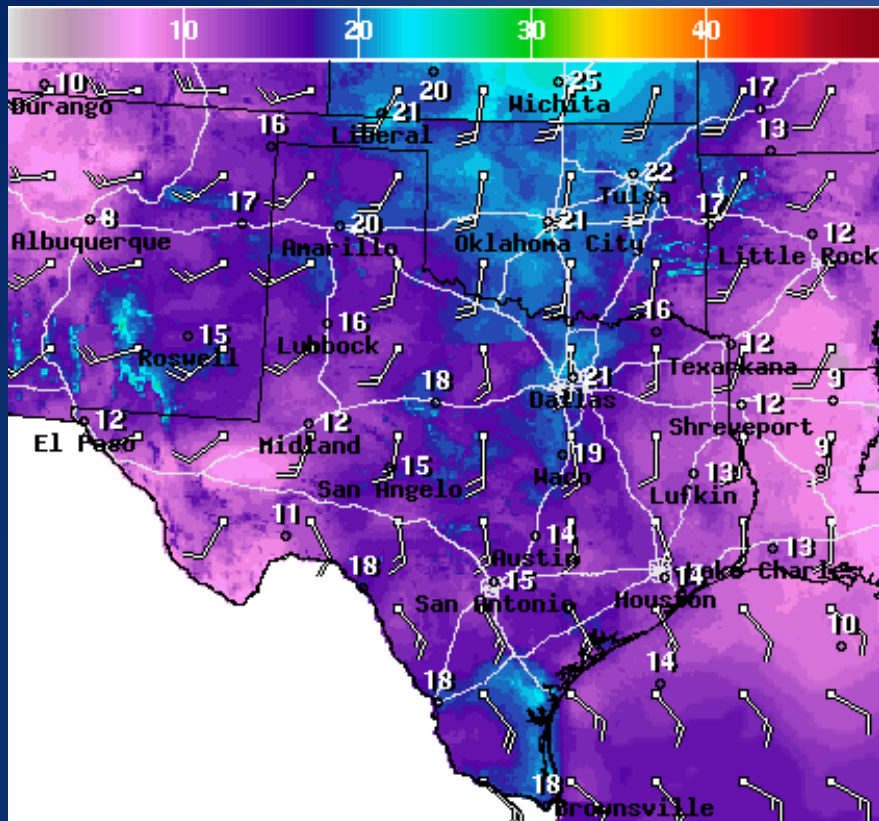 10 20 30 40
10
Durango
20
25
Wichita
21
Liberal
17
16
13
22
Tulsa
8
Albuquerque
17
20
Amarillo
21
Oklahoma City
17
12
Little Rock
15
Roswell
16
Lubbock
16
12
Texarkana
18
21
Dallas
12
Shreveport
9
12
El Paso
12
Midland
15
San Angelo
19
Waco
13
Lufkin
9
11
14
Austin
13
Lake Charles
18
15
San Antonio
14
Houston
10
18
14
18
Brownsville